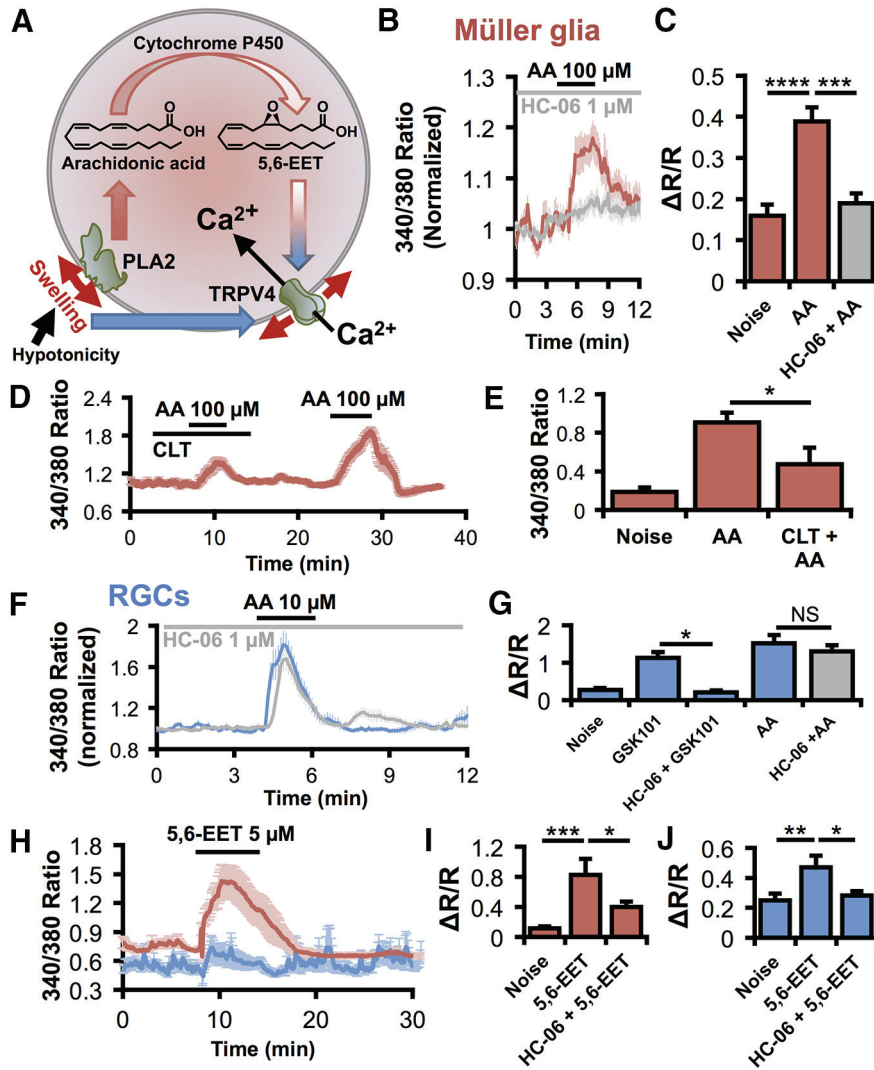 A
Cytochrome P450
O
OH
Arachidonic acid
O
O
OH
5,6-EET
Ca2+
PLA2
Swelling
TRPV4
Hypotonicity
Ca2+
B
Müller glia
AA 100 µM
HC-06 1 µM
340/380 Ratio
(Normalized)
1.3
1.2
1.1
1
0.9
0 3 6 9 12
Time (min)
C
ΔR/R
0.5
0.4
0.3
0.2
0.1
0
**** ***
Noise
AA
HC-06 + AA
D
340/380 Ratio
2.4
1.8
1.2
0.6
AA 100 µM
CLT
AA 100 µM
0 10 20 30 40
Time (min)
E
340/380 Ratio
1.2
0.8
0.4
0
*
Noise
AA
CLT +
AA
F
RGCs
AA 10 µM
HC-06 1 µM
340/380 Ratio
(normalized)
2
1.6
1.2
0.8
0 3 6 9 12
Time (min)
G
ΔR/R
2
1
0
*
NS
Noise
GSK101
HC-06 + GSK101
AA
HC-06 +AA
H
5,6-EET 5 µM
340/380 Ratio
1.8
1.5
1.2
0.9
0.6
0.3
0 10 20 30
Time (min)
I
ΔR/R
1.2
0.8
0.4
0
*** *
Noise
5,6-EET
HC-06 + 5,6-EET
J
ΔR/R
0.6
0.4
0.2
0
** *
Noise
5,6-EET
HC-06 + 5,6-EET